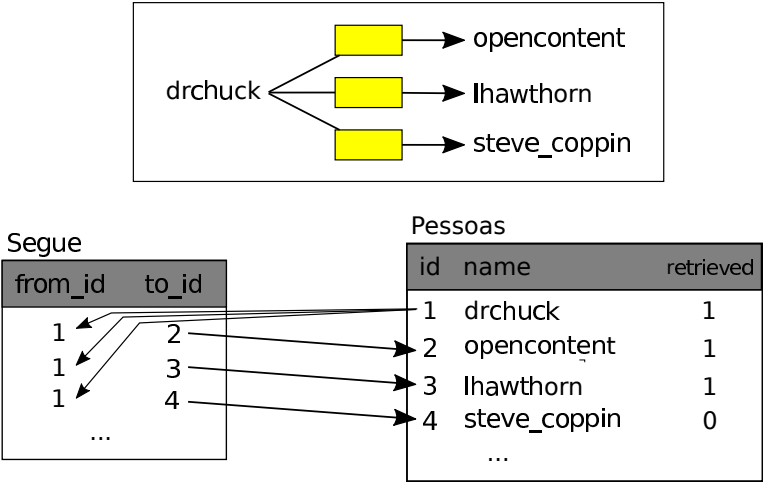 opencontent
drchuck
lhawthorn
steve_coppin
Segue
from_id to_id
1 2
1 3
1 4
...
Pessoas
id name retrieved
1 drchuck 1
2 opencontent 1
3 lhawthorn 1
4 steve_coppin 0
...